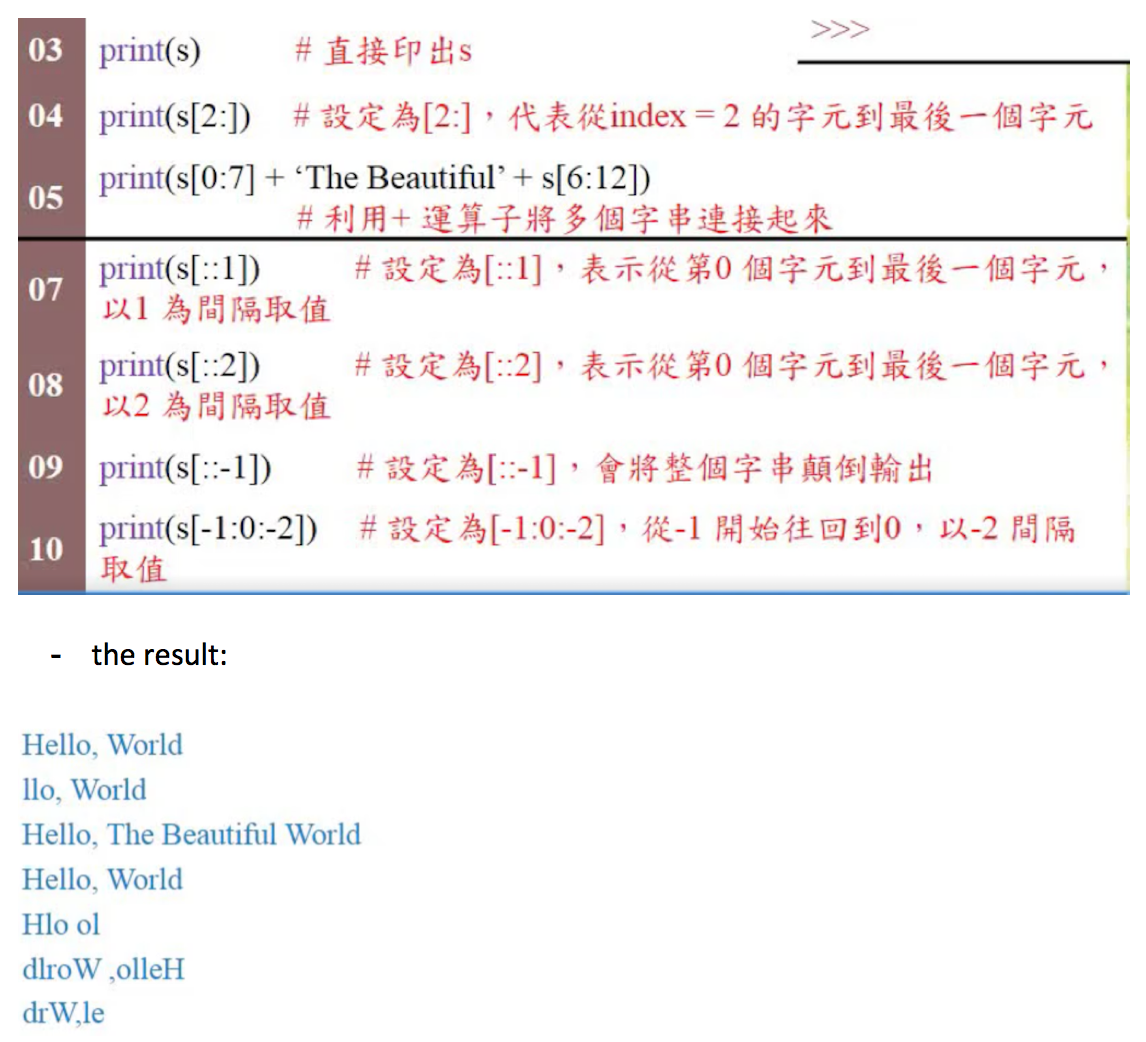 >>>
03 print(s) # 直接印出s
04 print(s[2:]) # 設定為[2:]，代表從index = 2 的字元到最後一個字元
05 print(s[0:7] + ‘The Beautiful’ + s[6:12])
# 利用+ 運算子將多個字串連接起來
07 print(s[::1]) # 設定為[::1]，表示從第0 個字元到最後一個字元，
以1 為間隔取值
08 print(s[::2]) # 設定為[::2]，表示從第0 個字元到最後一個字元，
以2 為間隔取值
09 print(s[::-1]) # 設定為[::-1]，會將整個字串顛倒輸出
10 print(s[-1:0:-2]) # 設定為[-1:0:-2]，從-1 開始往回到0，以-2 間隔
取值
- the result:
Hello, World
llo, World
Hello, The Beautiful World
Hello, World
Hlo ol
dlroW ,olleH
drW,le